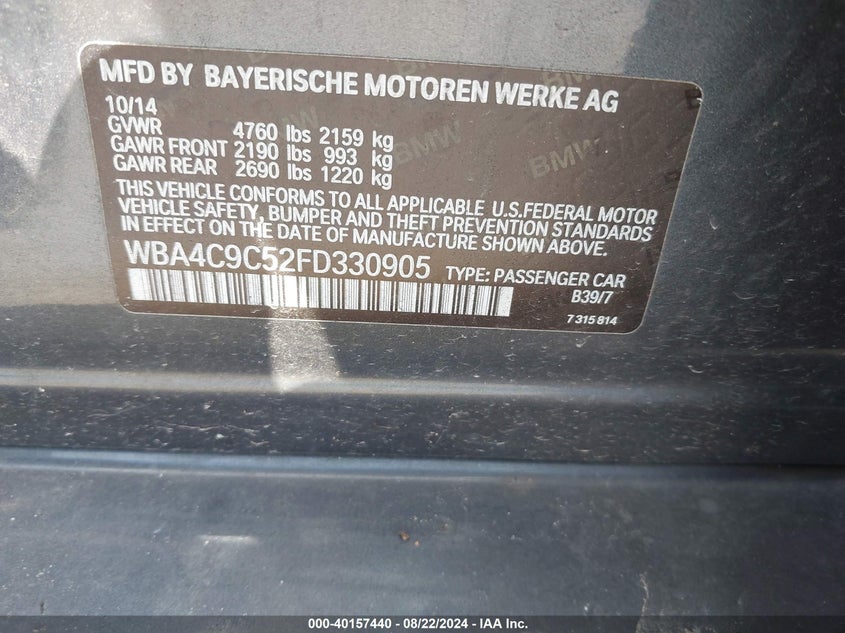 MFD BY BAYERISCHE MOTOREN WERKE AG
10/14
GVWR 4760 lbs 2159 kg
GAWR FRONT 2190 lbs 993 kg
GAWR REAR 2690 lbs 1220 kg
THIS VEHICLE CONFORMS TO ALL APPLICABLE U.S.FEDERAL MOTOR
VEHICLE SAFETY, BUMPER AND THEFT PREVENTION STANDARDS
IN EFFECT ON THE DATE OF MANUFACTURE SHOWN ABOVE.
WBA4C9C52FD330905 TYPE: PASSENGER CAR
B39/7
7 315 814
BMW
BMW
BMW
000-40157440 - 08/22/2024 - IAA Inc.